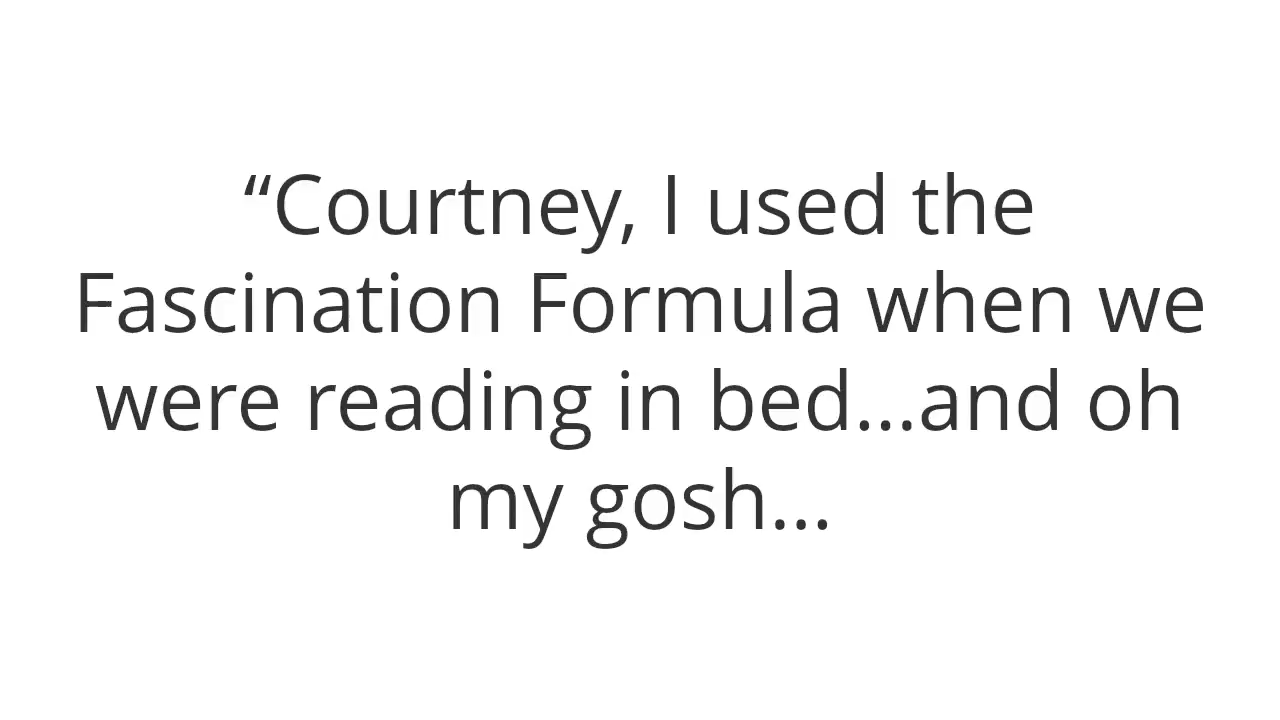 “Courtney, I used the
Fascination Formula when we
were reading in bed...and oh
my gosh...